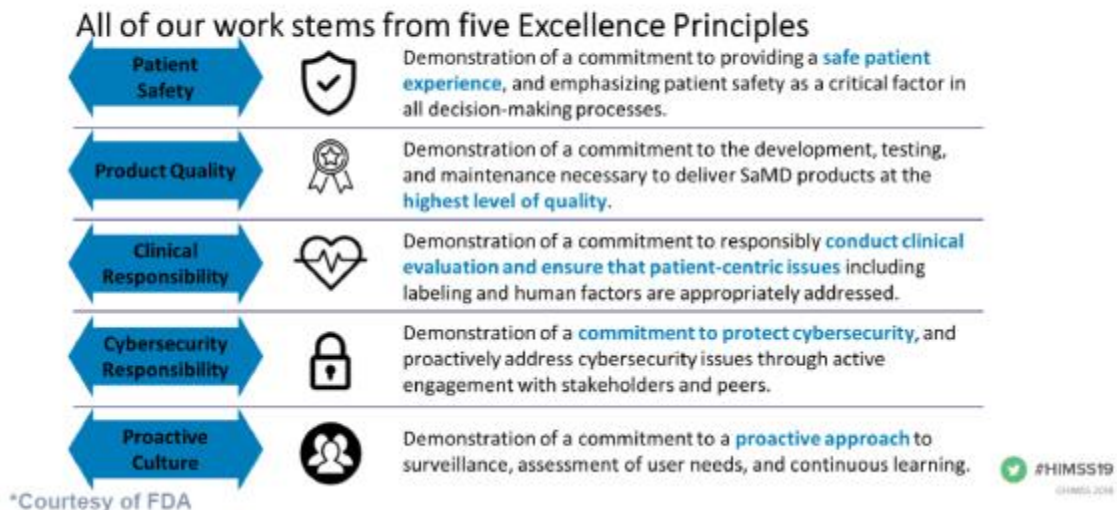 All of our work stems from five Excellence Principles
Patient
Safety
Demonstration of a commitment to providing a safe patient
experience, and emphasizing patient safety as a critical factor in
all decision-making processes.
Product Quality
Demonstration of a commitment to the development, testing,
and maintenance necessary to deliver SaMD products at the
highest level of quality.
Clinical
Responsibility
Demonstration of a commitment to responsibly conduct clinical
evaluation and ensure that patient-centric issues including
labeling and human factors are appropriately addressed.
Cybersecurity
Responsibility
Demonstration of a commitment to protect cybersecurity, and
proactively address cybersecurity issues through active
engagement with stakeholders and peers.
Proactive
Culture
Demonstration of a commitment to a proactive approach to
surveillance, assessment of user needs, and continuous learning.
#HIMSS19
*Courtesy of FDA